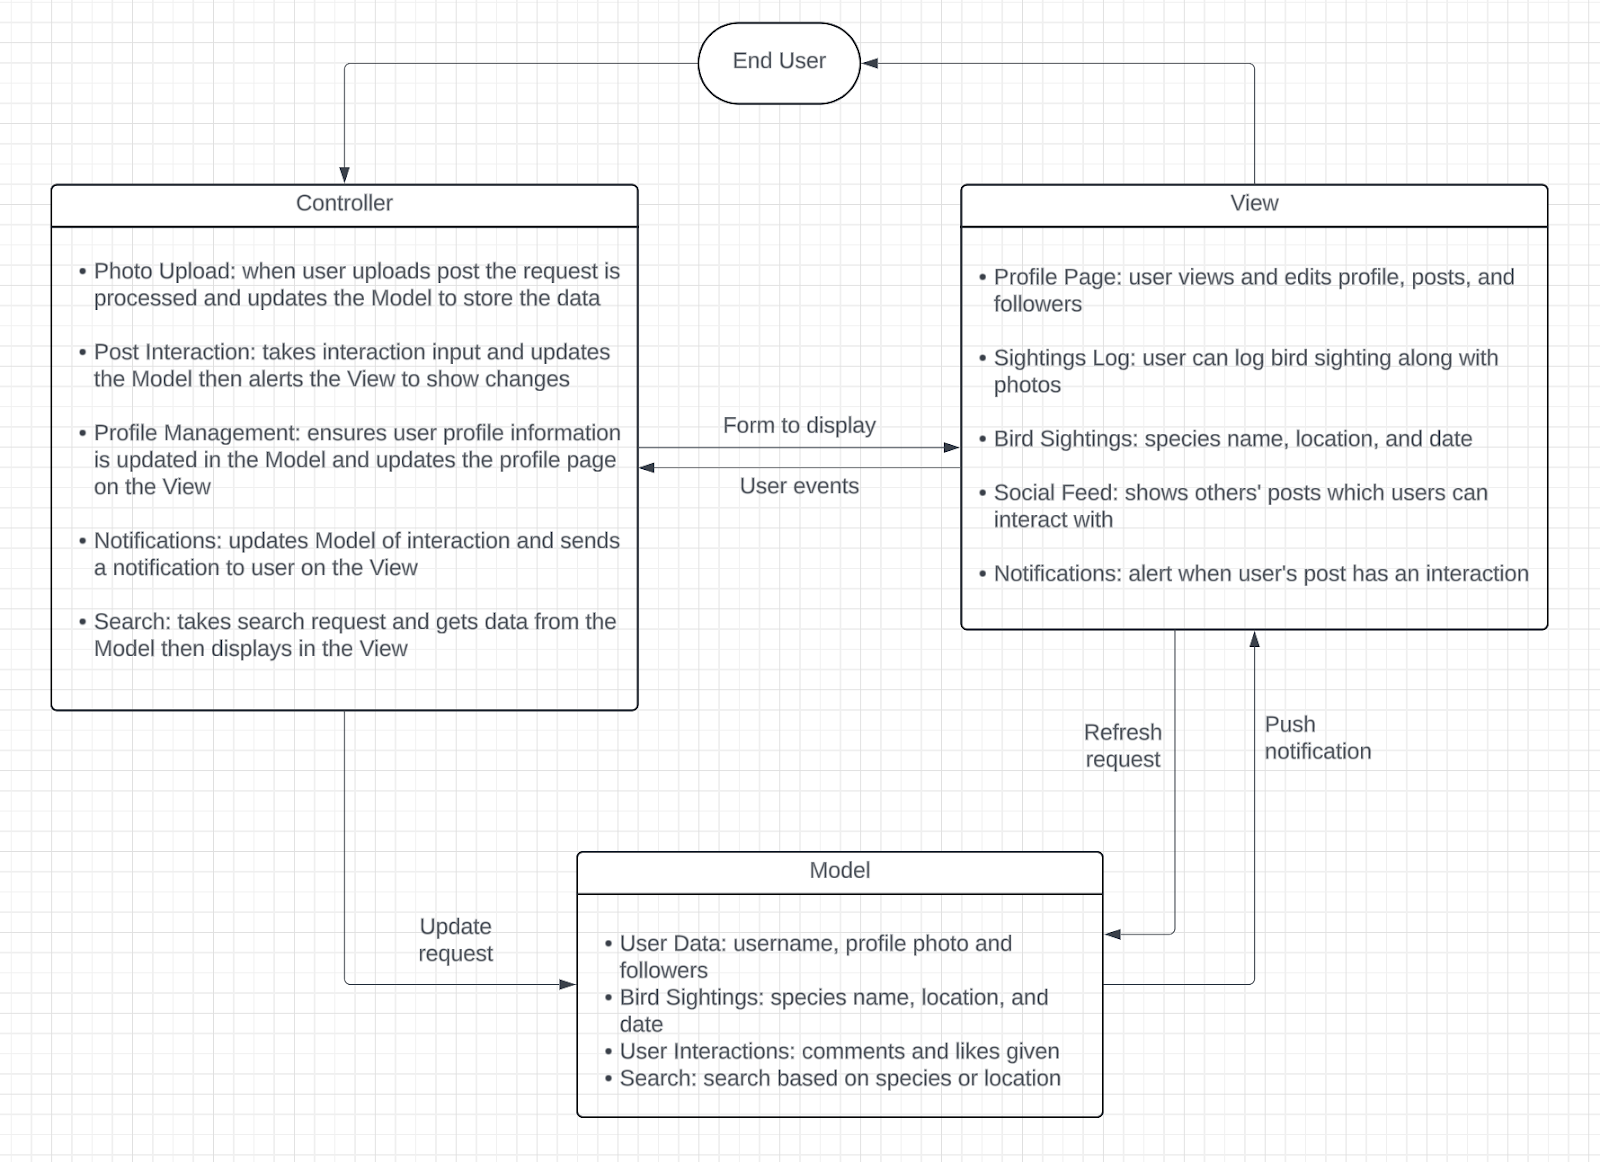 End User
Controller
• Photo Upload: when user uploads post the request is
processed and updates the Model to store the data
• Post Interaction: takes interaction input and updates
the Model then alerts the View to show changes
• Profile Management: ensures user profile information
is updated in the Model and updates the profile page
on the View
• Notifications: updates Model of interaction and sends
a notification to user on the View
• Search: takes search request and gets data from the
Model then displays in the View
Form to display
User events
View
• Profile Page: user views and edits profile, posts, and
followers
• Sightings Log: user can log bird sighting along with
photos
• Bird Sightings: species name, location, and date
• Social Feed: shows others' posts which users can
interact with
• Notifications: alert when user's post has an interaction
Refresh
request
Push
notification
Update
request
Model
• User Data: username, profile photo and
followers
• Bird Sightings: species name, location, and
date
• User Interactions: comments and likes given
• Search: search based on species or location